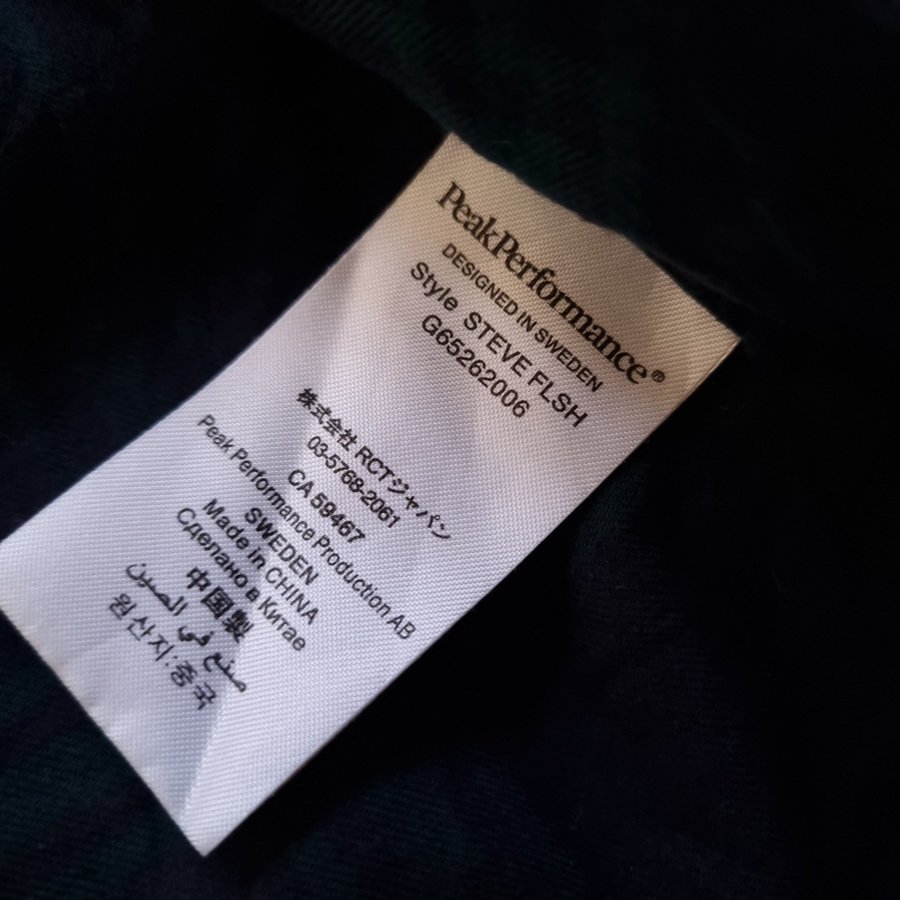 PeakPerformance®
DESIGNED IN SWEDEN
Style STEVE FLSH
G65262006
株式会社 RCTジャパン
03-5768-2061
CA 59467
Peak Performance Production AB
SWEDEN
Made in CHINA
Сделано в Китае
中国製
صنع في الصين
원산지:중국